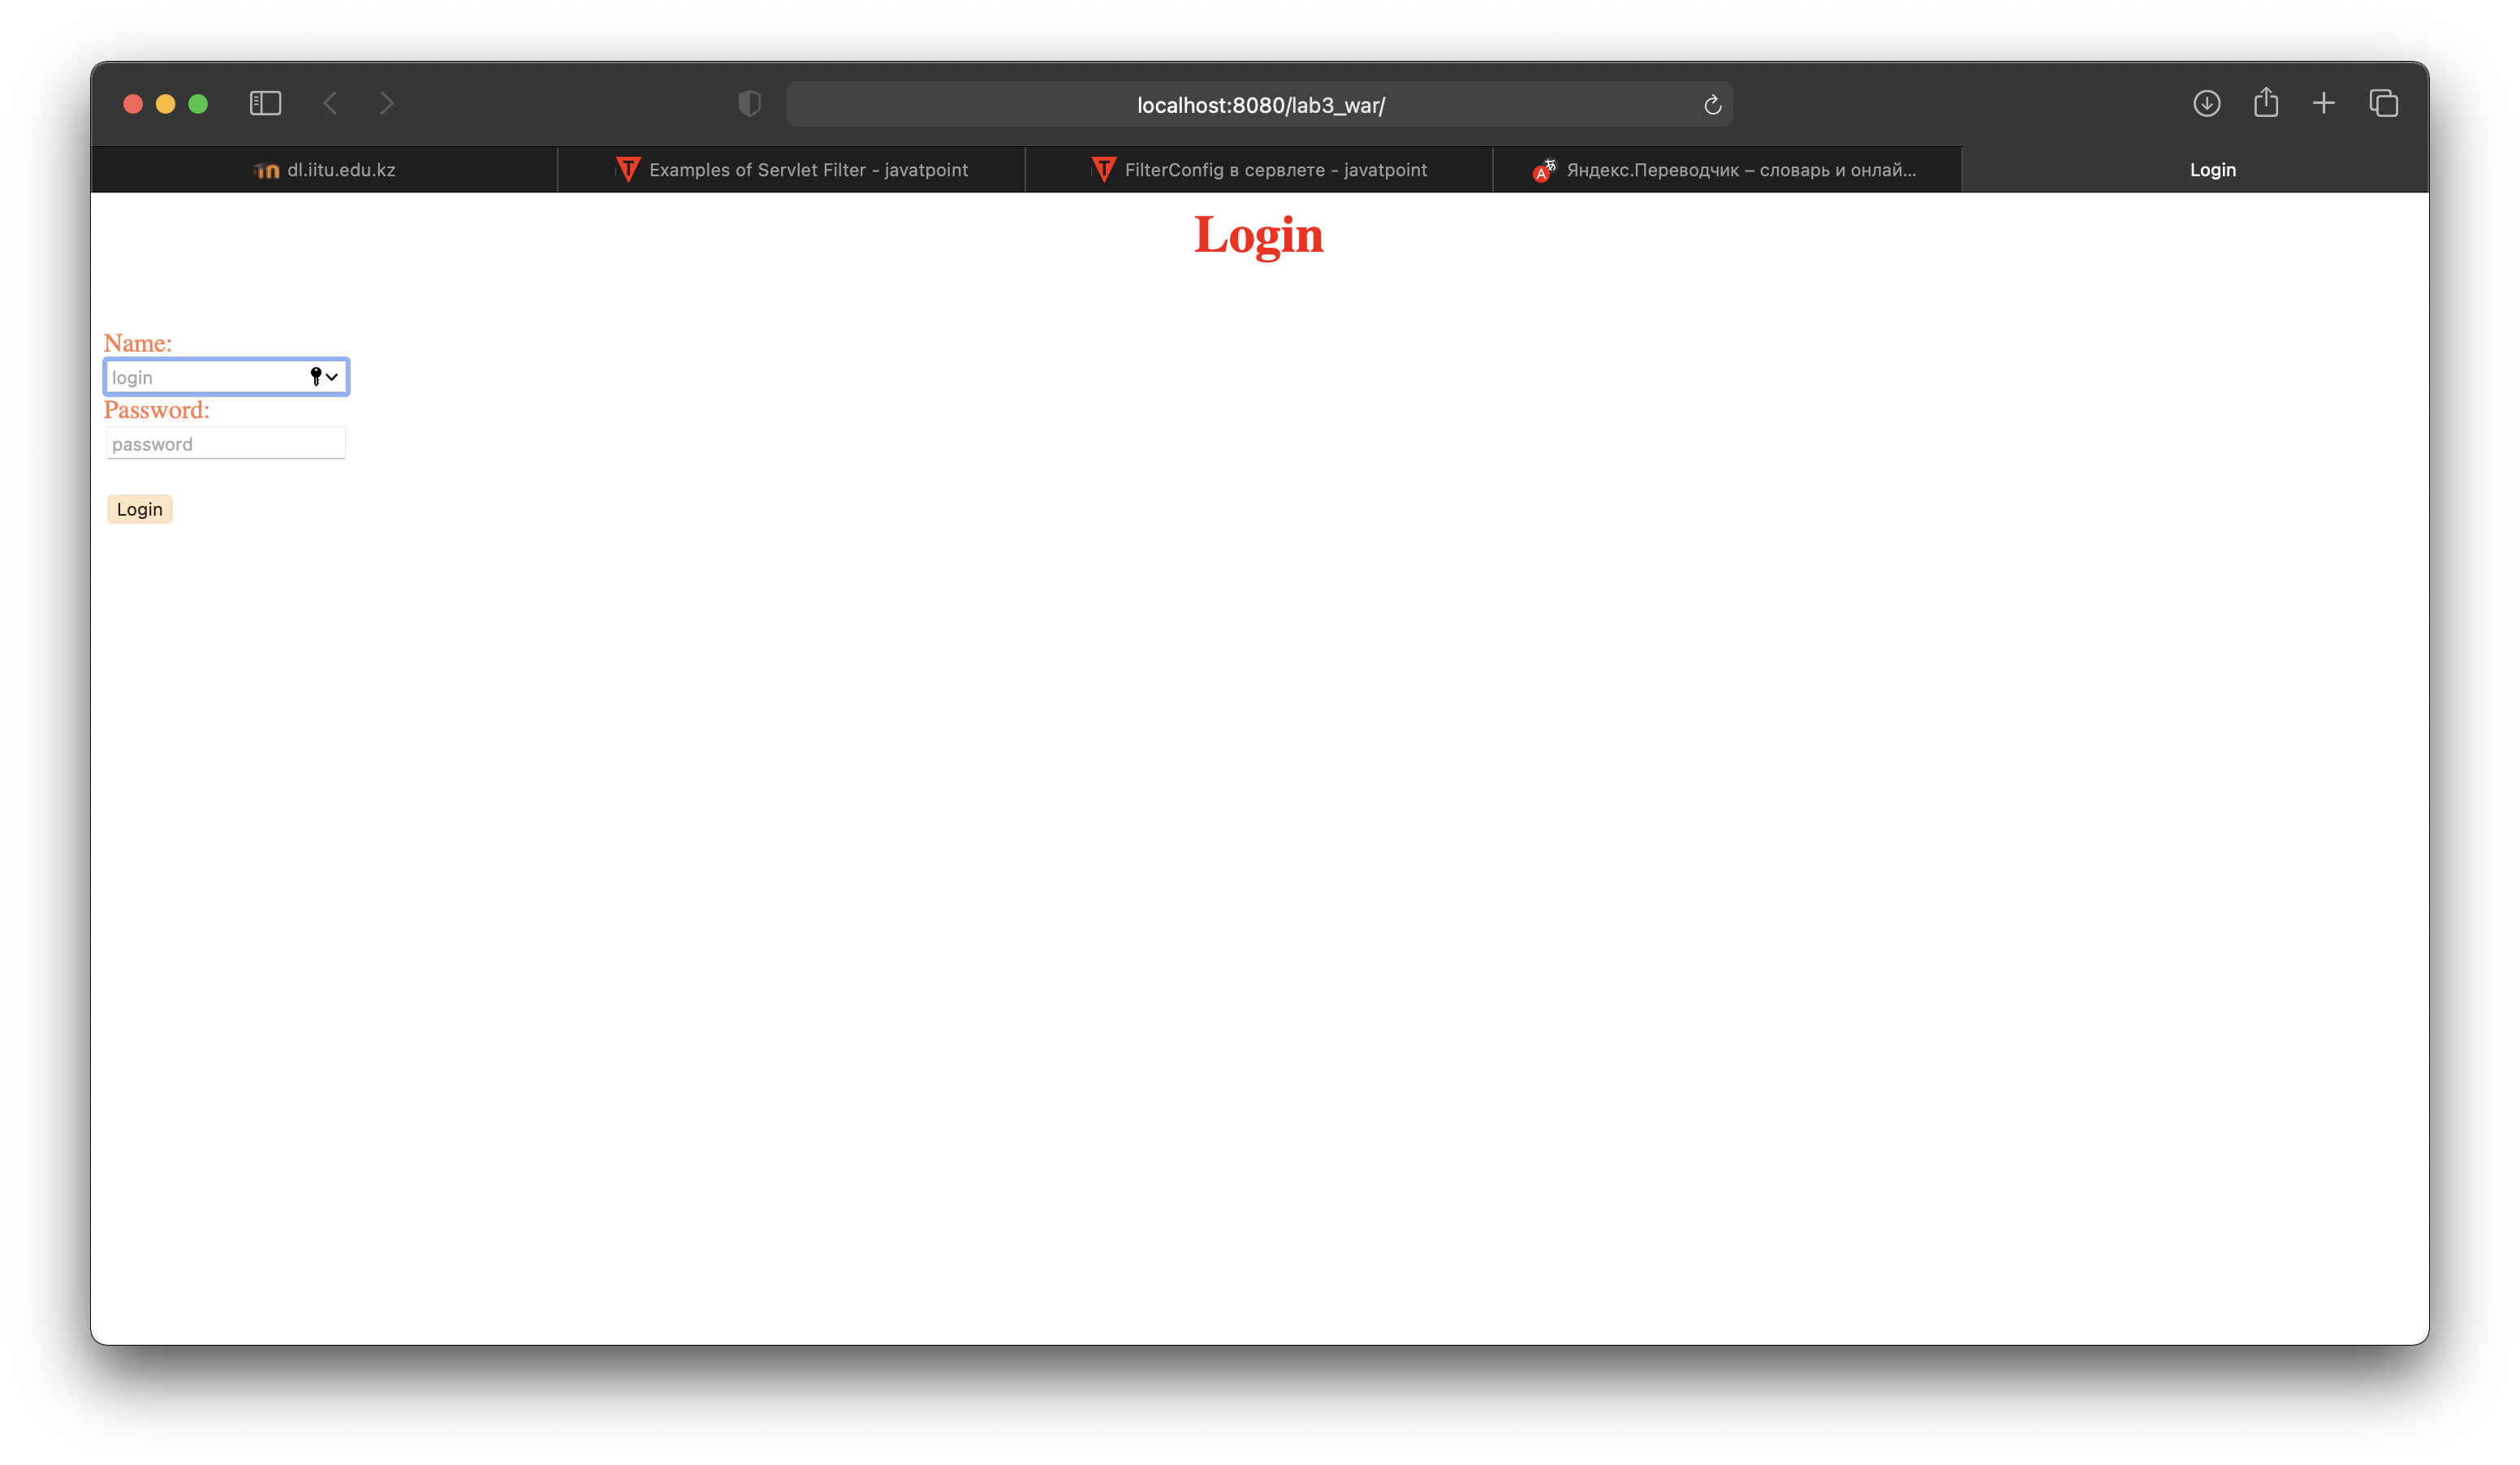 localhost:8080/lab3_war/
dl.iitu.edu.kz
Examples of Servlet Filter - javatpoint
FilterConfig в сервлете - javatpoint
Яндекс.Переводчик – словарь и онлай...
Login
Login
Name:
login
Password:
password
Login